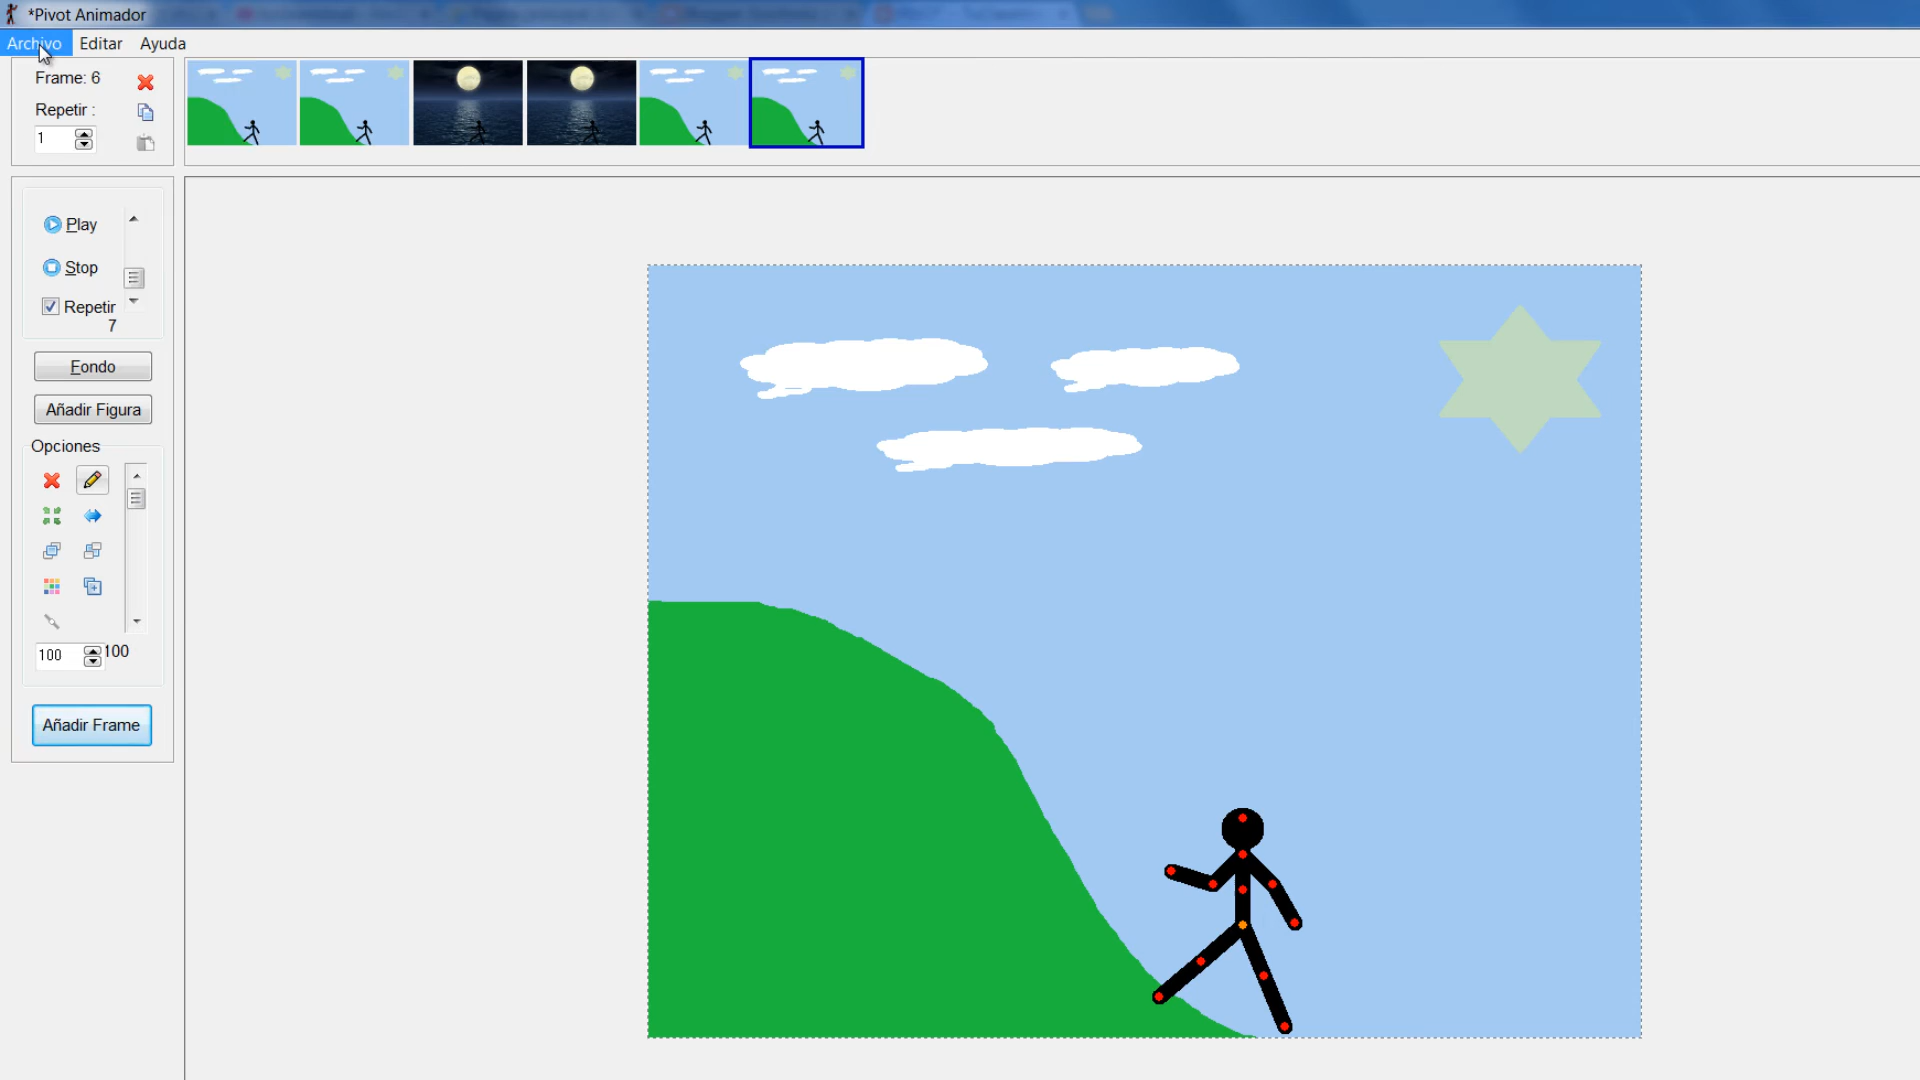 *Pivot Animador
Archivo Editar Ayuda
Frame: 6
Repetir :
1
Play
Stop
Repetir
7
Fondo
Añadir Figura
Opciones
100 100
Añadir Frame